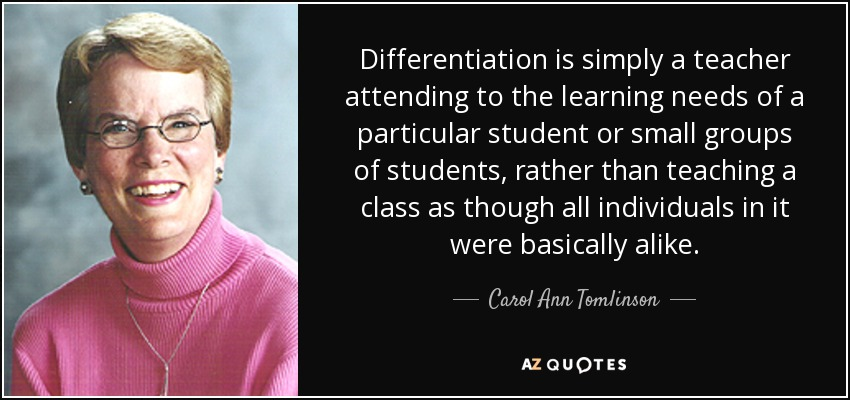 Differentiation is simply a teacher
attending to the learning needs of a
particular student or small groups
of students, rather than teaching a
class as though all individuals in it
were basically alike.
Carol Ann Tomlinson
AZ QUOTES